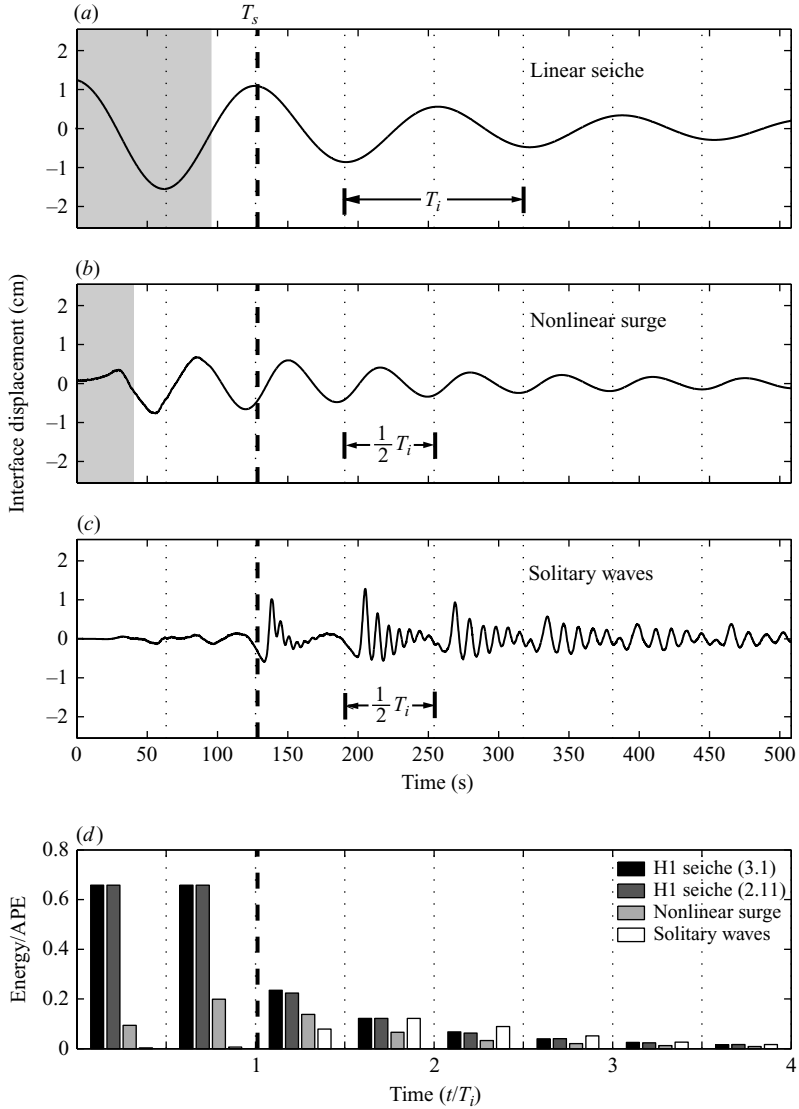 (a)
T_s
2
1
0
−1
−2
Linear seiche
T_i
(b)
2
1
0
−1
−2
Nonlinear surge
1/2 T_i
Interface displacement (cm)
(c)
2
1
0
−1
−2
Solitary waves
1/2 T_i
0 50 100 150 200 250 300 350 400 450 500
Time (s)
(d)
0.8
0.6
0.4
0.2
0
Energy/APE
H1 seiche (3.1)
H1 seiche (2.11)
Nonlinear surge
Solitary waves
1 2 3 4
Time (t/T_i)